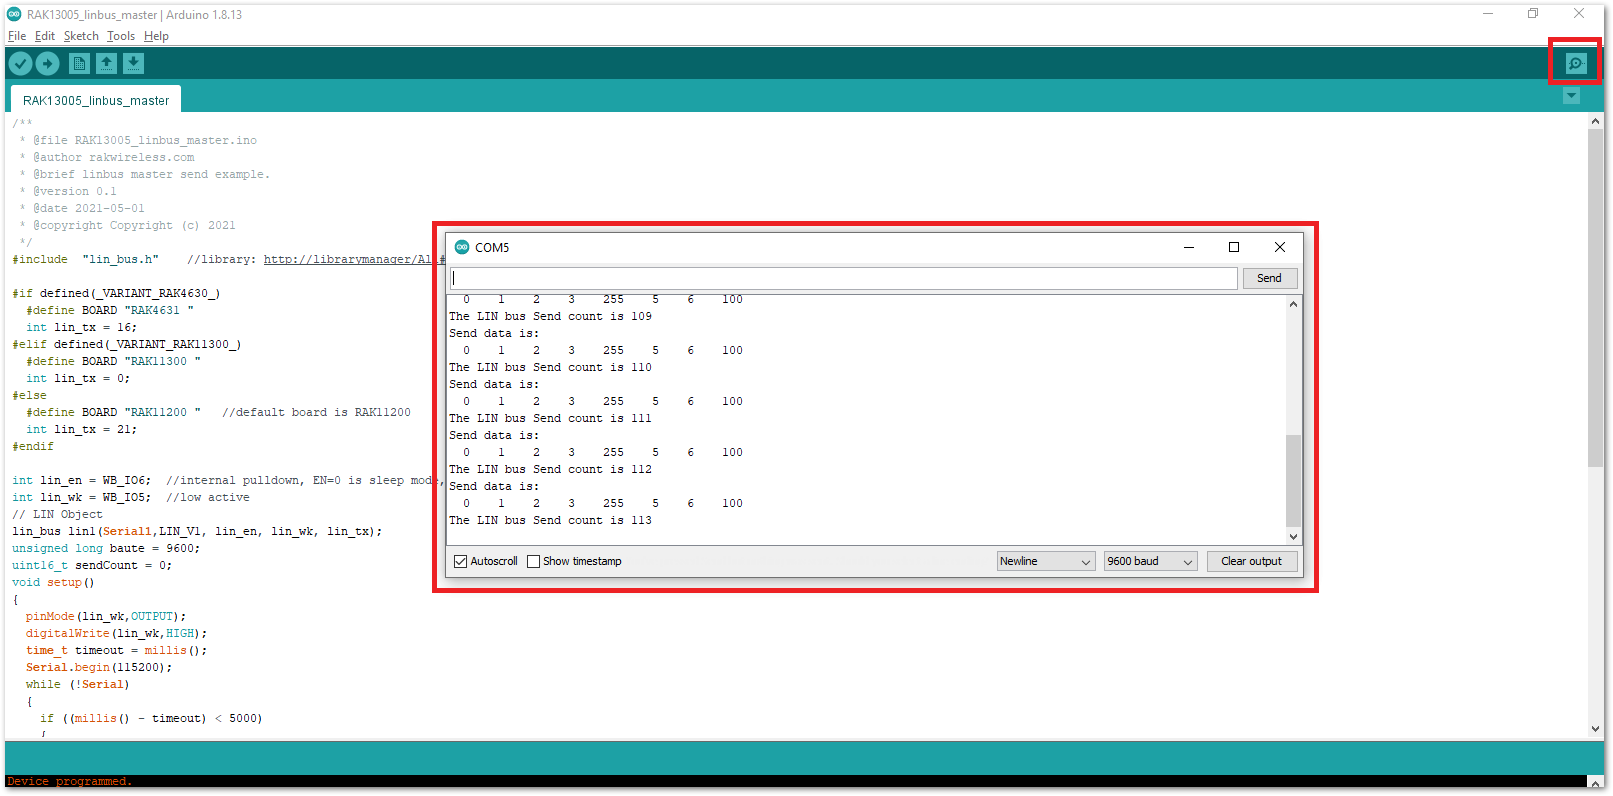 RAK13005_linbus_master | Arduino 1.8.13
File Edit Sketch Tools Help
RAK13005_linbus_master
/**
 * @file RAK13005_linbus_master.ino
 * @author rakwireless.com
 * @brief linbus master send example.
 * @version 0.1
 * @date 2021-05-01
 * @copyright Copyright (c) 2021
 */
#include  "lin_bus.h"    //library: http://librarymanager/All#
#if defined(_VARIANT_RAK4630_)
  #define BOARD "RAK4631 "
  int lin_tx = 16;
#elif defined(_VARIANT_RAK11300_)
  #define BOARD "RAK11300 "
  int lin_tx = 0;
#else
  #define BOARD "RAK11200 "   //default board is RAK11200
  int lin_tx = 21;
#endif
int lin_en = WB_IO6;  //internal pulldown, EN=0 is sleep mode,
int lin_wk = WB_IO5;  //low active
// LIN Object
lin_bus lin1(Serial1,LIN_V1, lin_en, lin_wk, lin_tx);
unsigned long baute = 9600;
uint16_t sendCount = 0;
void setup()
{
  pinMode(lin_wk,OUTPUT);
  digitalWrite(lin_wk,HIGH);
  time_t timeout = millis();
  Serial.begin(115200);
  while (!Serial)
  {
    if ((millis() - timeout) < 5000)
    {
COM5
Send
0 1 2 3 255 5 6 100
The LIN bus Send count is 109
Send data is:
0 1 2 3 255 5 6 100
The LIN bus Send count is 110
Send data is:
0 1 2 3 255 5 6 100
The LIN bus Send count is 111
Send data is:
0 1 2 3 255 5 6 100
The LIN bus Send count is 112
Send data is:
0 1 2 3 255 5 6 100
The LIN bus Send count is 113
Autoscroll Show timestamp Newline 9600 baud Clear output
Device programmed.